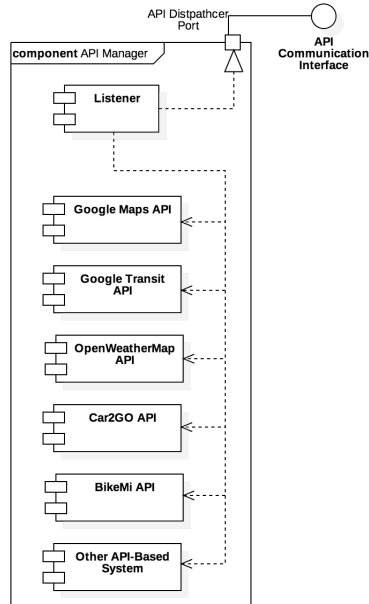 API Distpathcer
Port
API
Communication
Interface
component API Manager
Listener
Google Maps API
Google Transit
API
OpenWeatherMap
API
Car2GO API
BikeMi API
Other API-Based
System